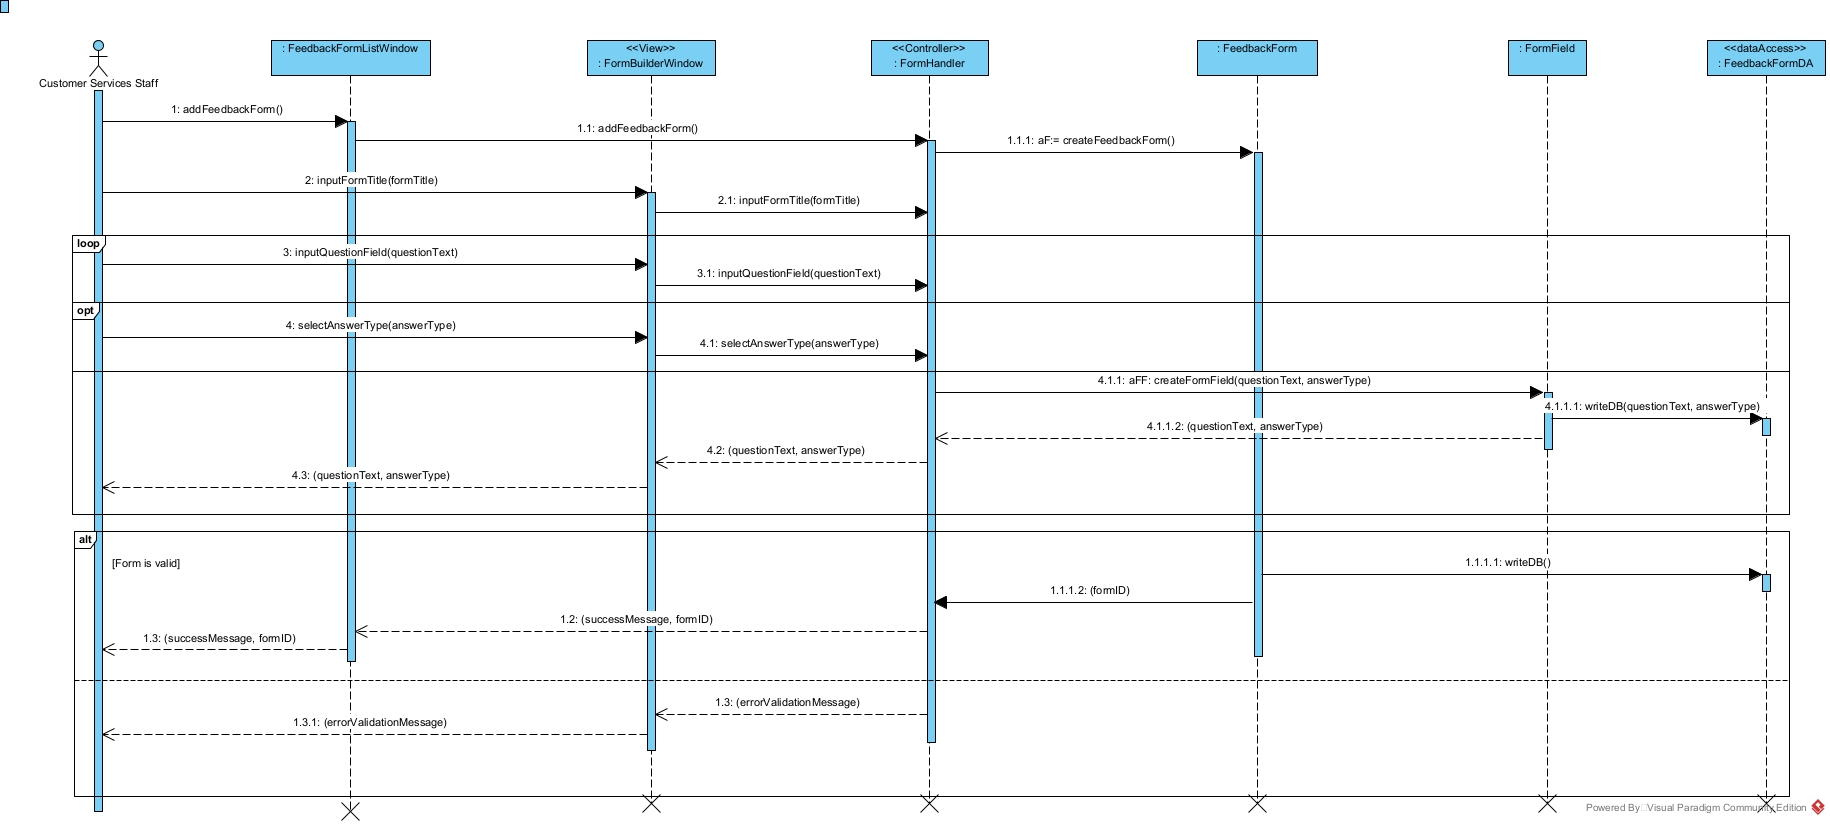 Customer Services Staff
: FeedbackFormListWindow
<<View>>
: FormBuilderWindow
<<Controller>>
: FormHandler
: FeedbackForm
: FormField
<<dataAccess>>
: FeedbackFormDA
1: addFeedbackForm()
1.1: addFeedbackForm()
1.1.1: aF:= createFeedbackForm()
2: inputFormTitle(formTitle)
2.1: inputFormTitle(formTitle)
loop
3: inputQuestionField(questionText)
3.1: inputQuestionField(questionText)
opt
4: selectAnswerType(answerType)
4.1: selectAnswerType(answerType)
4.1.1: aFF: createFormField(questionText, answerType)
4.1.1.1: writeDB(questionText, answerType)
4.1.1.2: (questionText, answerType)
4.2: (questionText, answerType)
4.3: (questionText, answerType)
alt
[Form is valid]
1.1.1.1: writeDB()
1.1.1.2: (formID)
1.2: (successMessage, formID)
1.3: (successMessage, formID)
1.3: (errorValidationMessage)
1.3.1: (errorValidationMessage)
Powered By Visual Paradigm Community Edition